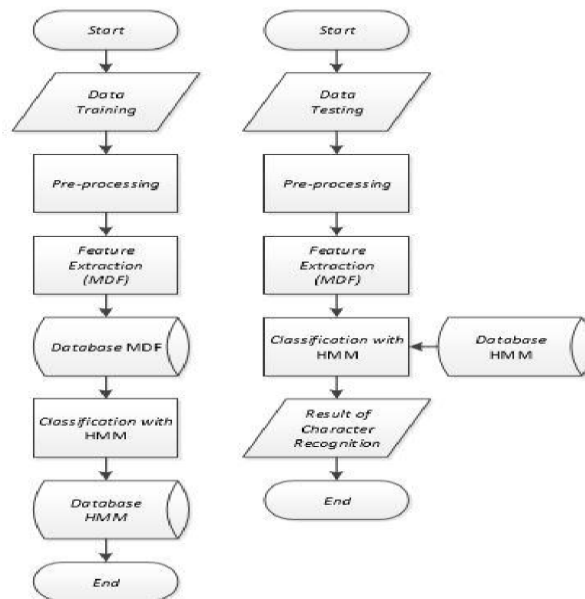 Start
Data
Training
Pre-processing
Feature
Extraction
(MDF)
Database MDF
Classification with
HMM
Database
HMM
End
Start
Data
Testing
Pre-processing
Feature
Extraction
(MDF)
Classification with
HMM
Database
HMM
Result of
Character
Recognition
End